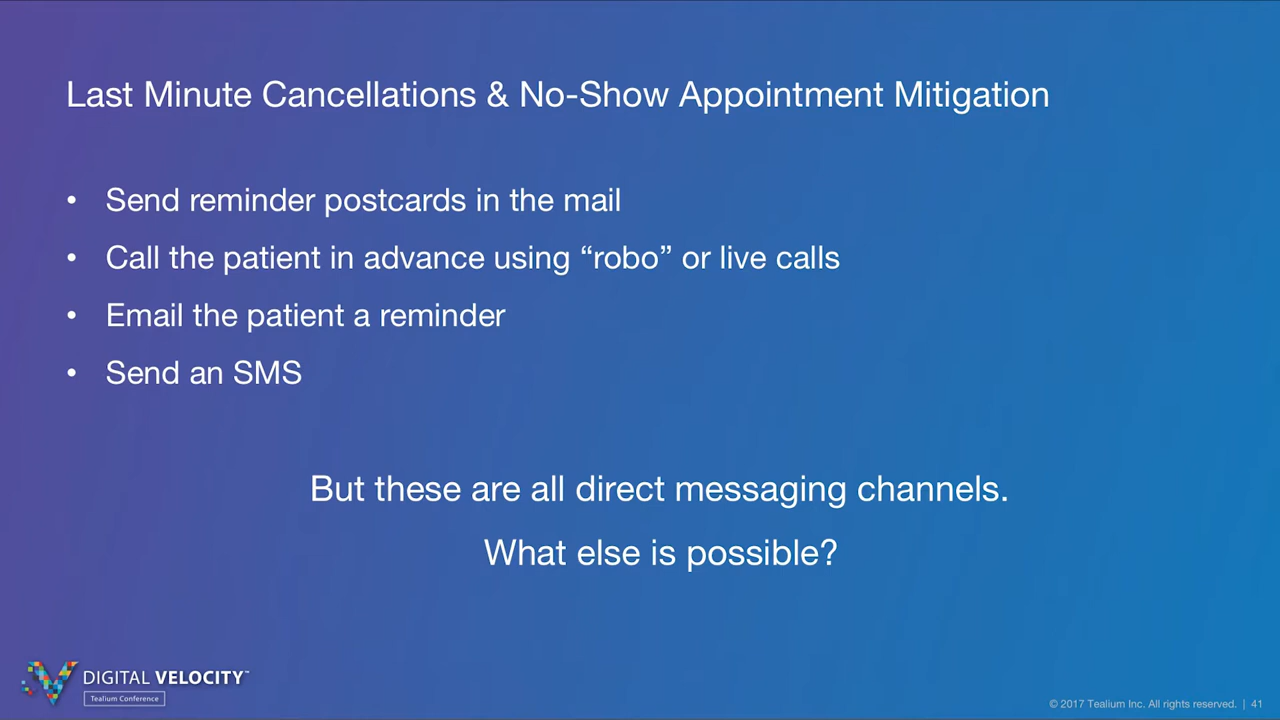 Last Minute Cancellations & No-Show Appointment Mitigation
• Send reminder postcards in the mail
• Call the patient in advance using “robo” or live calls
• Email the patient a reminder
• Send an SMS
But these are all direct messaging channels.
What else is possible?
DIGITAL VELOCITY™
Tealium Conference
© 2017 Tealium Inc. All rights reserved. | 41